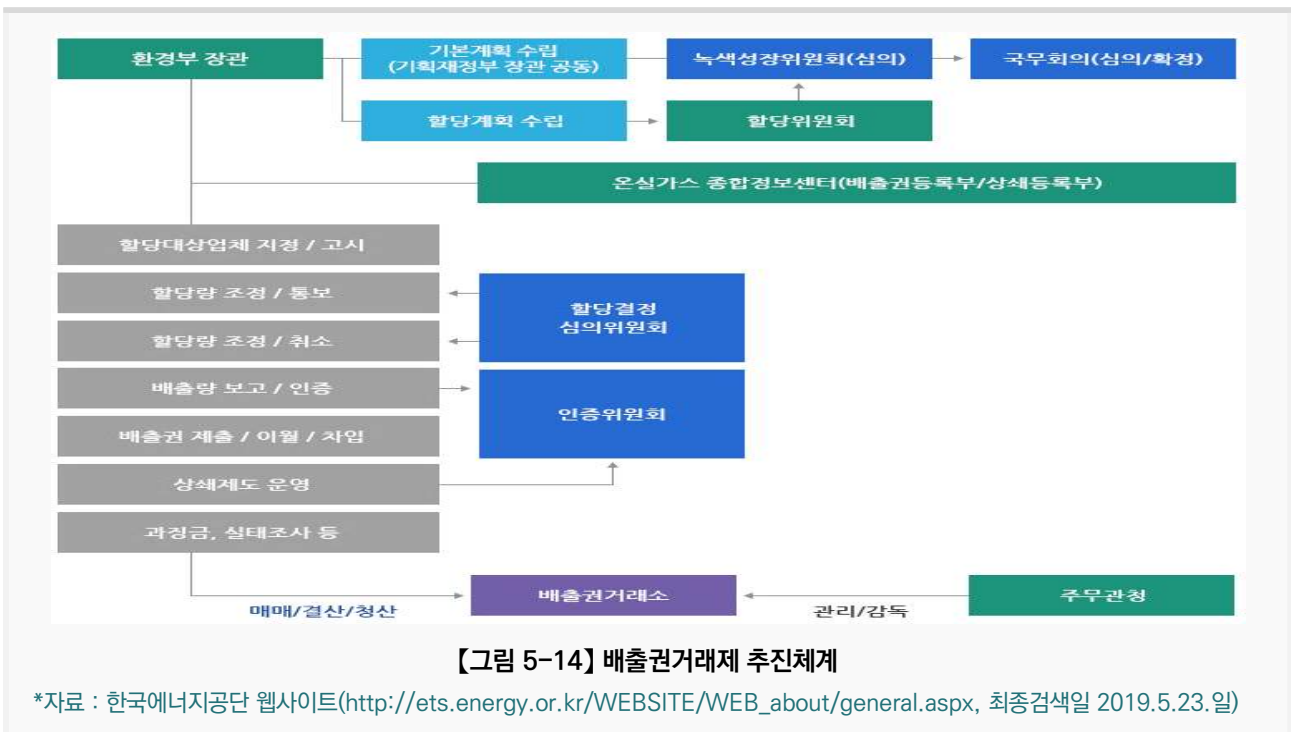 환경부 장관
기본계획 수립
(기획재정부 장관 공동)
녹색성장위원회(심의)
국무회의(심의/확정)
할당계획 수립
할당위원회
온실가스 종합정보센터(배출권등록부/상쇄등록부)
할당대상업체 지정 / 고시
할당량 조정 / 통보
할당결정
심의위원회
할당량 조정 / 취소
배출량 보고 / 인증
인증위원회
배출권 제출 / 이월 / 차입
상쇄제도 운영
과징금, 실태조사 등
매매/결산/청산
배출권거래소
관리/감독
주무관청
【그림 5-14】 배출권거래제 추진체계
*자료 : 한국에너지공단 웹사이트(http://ets.energy.or.kr/WEBSITE/WEB_about/general.aspx, 최종검색일 2019.5.23.일)